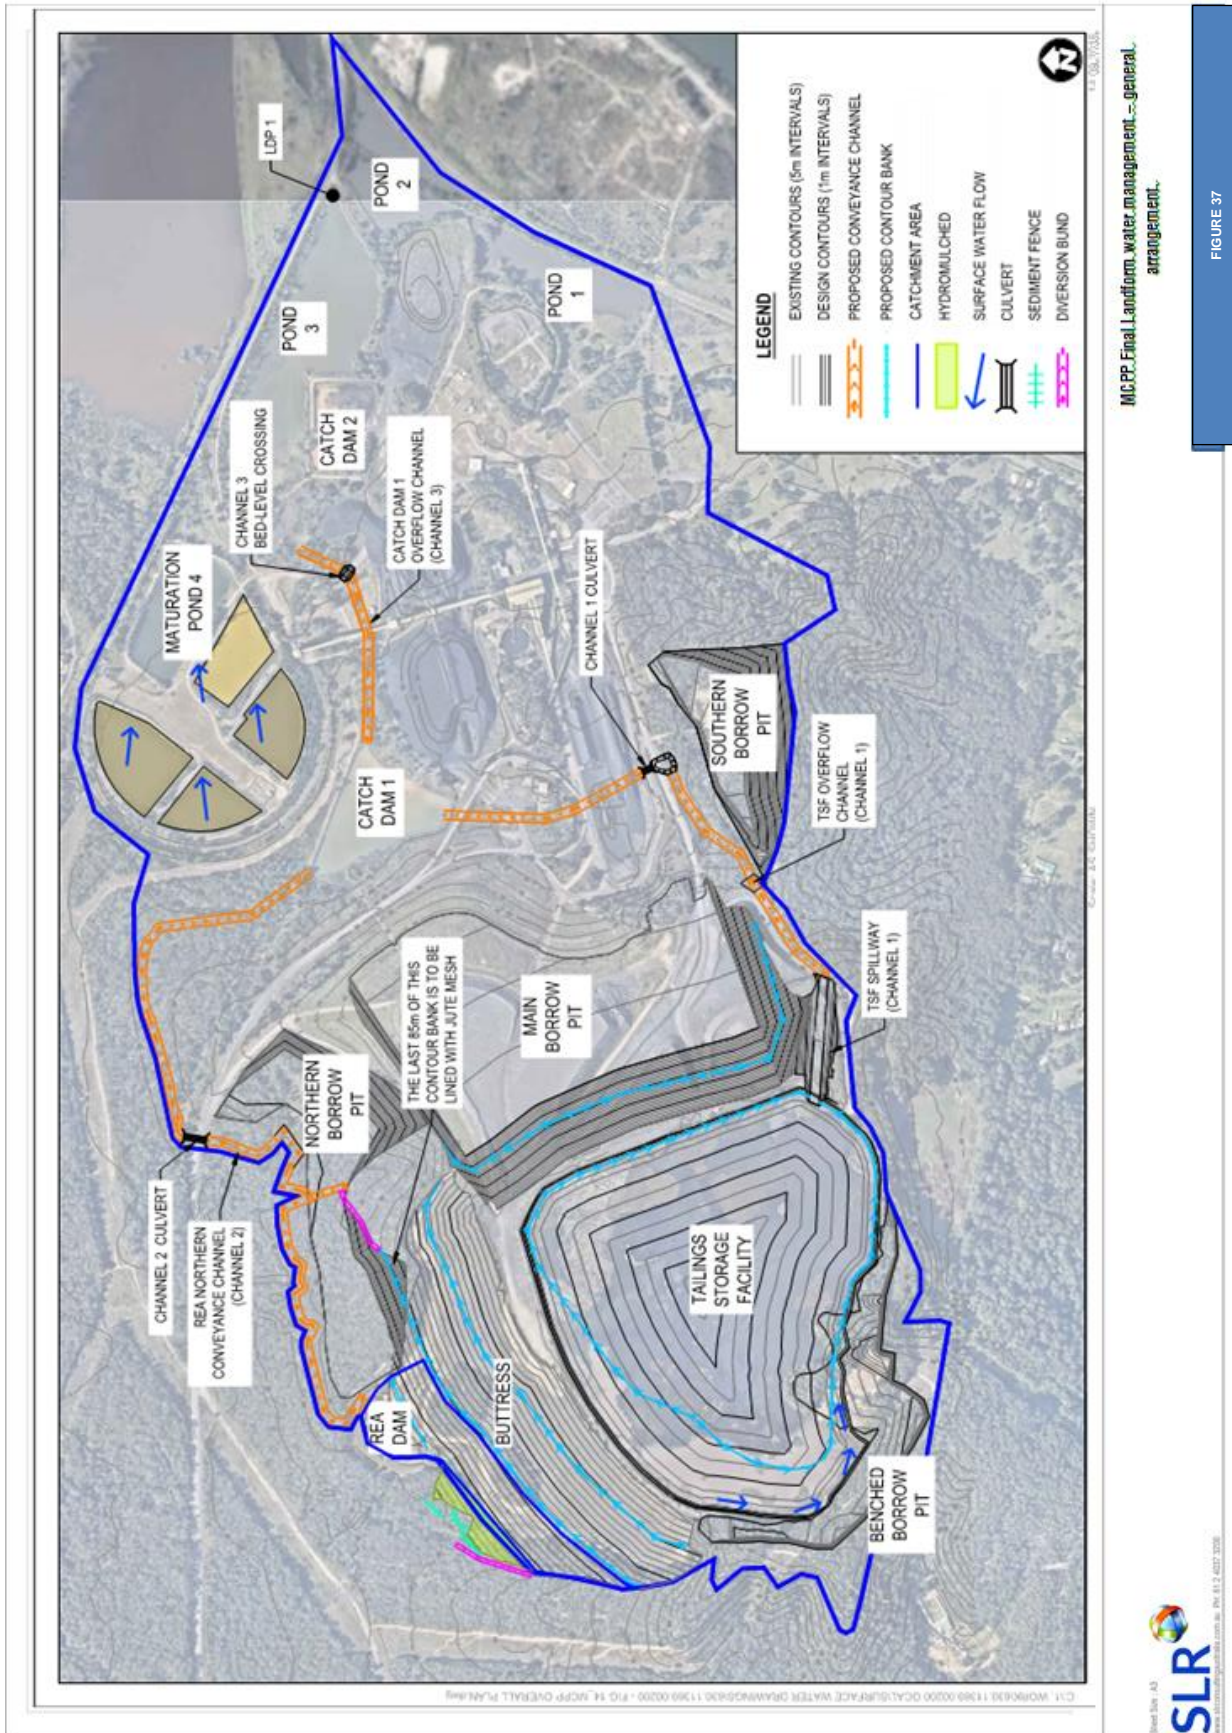 LDP 1
POND
2
POND
3
POND
1
CATCH
DAM 2
CHANNEL 3
BED-LEVEL CROSSING
CATCH DAM 1
OVERFLOW CHANNEL
(CHANNEL 3)
MATURATION
POND 4
CHANNEL 1 CULVERT
SOUTHERN
BORROW
PIT
CATCH
DAM 1
TSF OVERFLOW
CHANNEL
(CHANNEL 1)
TSF SPILLWAY
(CHANNEL 1)
THE LAST 85m OF THIS
CONTOUR BANK IS TO BE
LINED WITH JUTE MESH
MAIN
BORROW
PIT
NORTHERN
BORROW
PIT
CHANNEL 2 CULVERT
REA NORTHERN
CONVEYANCE CHANNEL
(CHANNEL 2)
REA
DAM
BUTTRESS
TAILINGS
STORAGE
FACILITY
BENCHED
BORROW
PIT
LEGEND
EXISTING CONTOURS (5m INTERVALS)
DESIGN CONTOURS (1m INTERVALS)
PROPOSED CONVEYANCE CHANNEL
PROPOSED CONTOUR BANK
CATCHMENT AREA
HYDROMULCHED
SURFACE WATER FLOW
CULVERT
SEDIMENT FENCE
DIVERSION BUND
N
MCPP Final Landform water management – general
arrangement.
FIGURE 37
Sheet Size : A3
SLR